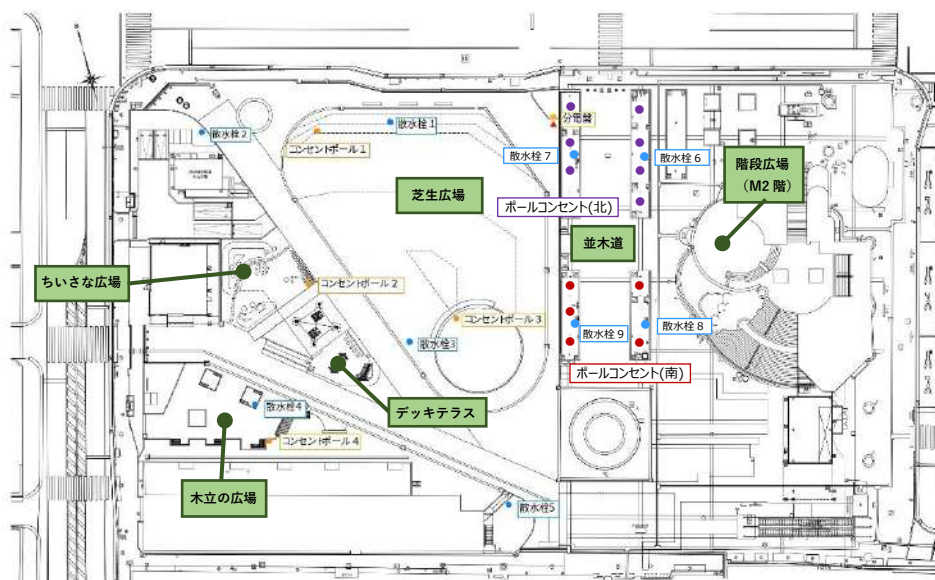 散水栓1
分電盤
散水栓2
コンセントポール1
散水栓7
散水栓6
階段広場
（M2階）
芝生広場
ポールコンセント(北)
並木道
ちいさな広場
コンセントポール2
コンセントポール3
散水栓9
散水栓8
散水栓3
ポールコンセント(南)
デッキテラス
散水栓4
コンセントポール4
木立の広場
散水栓5